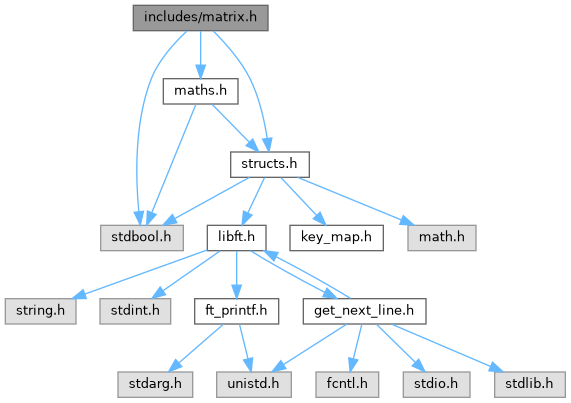 includes/matrix.h
maths.h
structs.h
stdbool.h
libft.h
key_map.h
math.h
string.h
stdint.h
ft_printf.h
get_next_line.h
stdarg.h
unistd.h
fcntl.h
stdio.h
stdlib.h